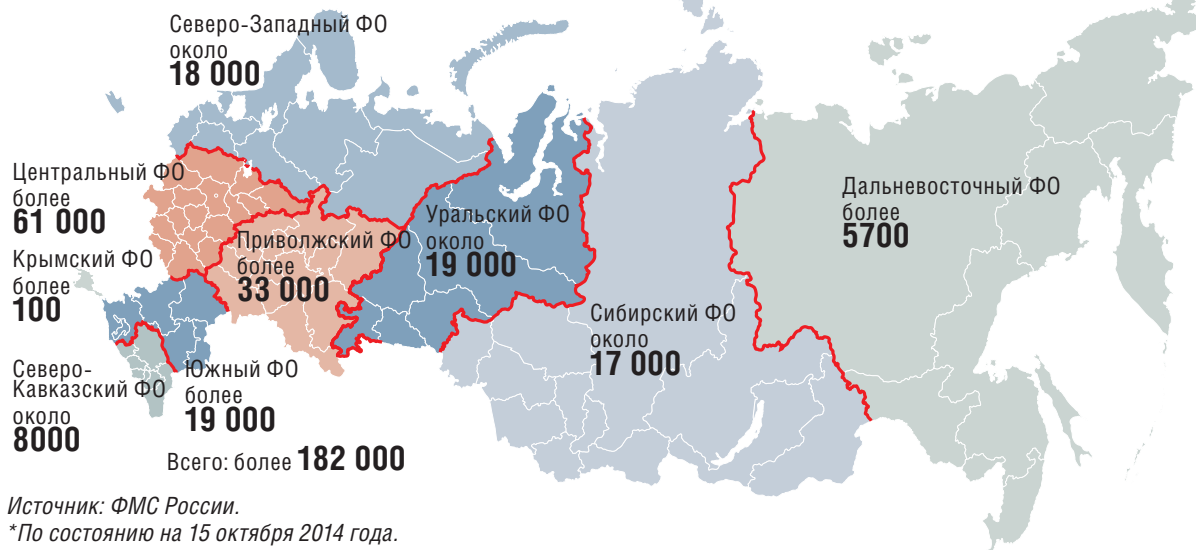 Северо-Западный ФО
около
18 000
Центральный ФО
более
61 000
Крымский ФО
более
100
Северо-
Кавказский ФО
около
8000
Южный ФО
более
19 000
Приволжский ФО
более
33 000
Уральский ФО
около
19 000
Сибирский ФО
около
17 000
Дальневосточный ФО
более
5700
Всего: более 182 000
Источник: ФМС России.
*По состоянию на 15 октября 2014 года.